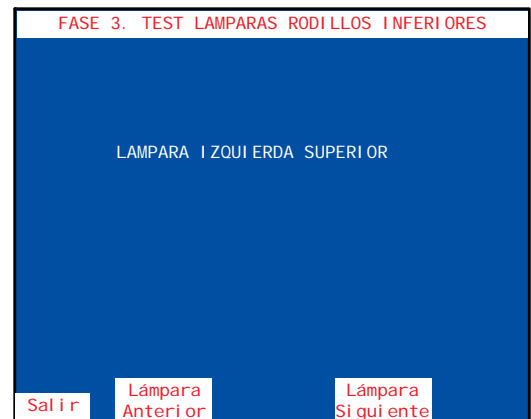 FASE 3. TEST LAMPARAS RODILLOS INFERIORES
LAMPARA IZQUIERDA SUPERIOR
Salir
Lámpara
Anterior
Lámpara
Siguiente